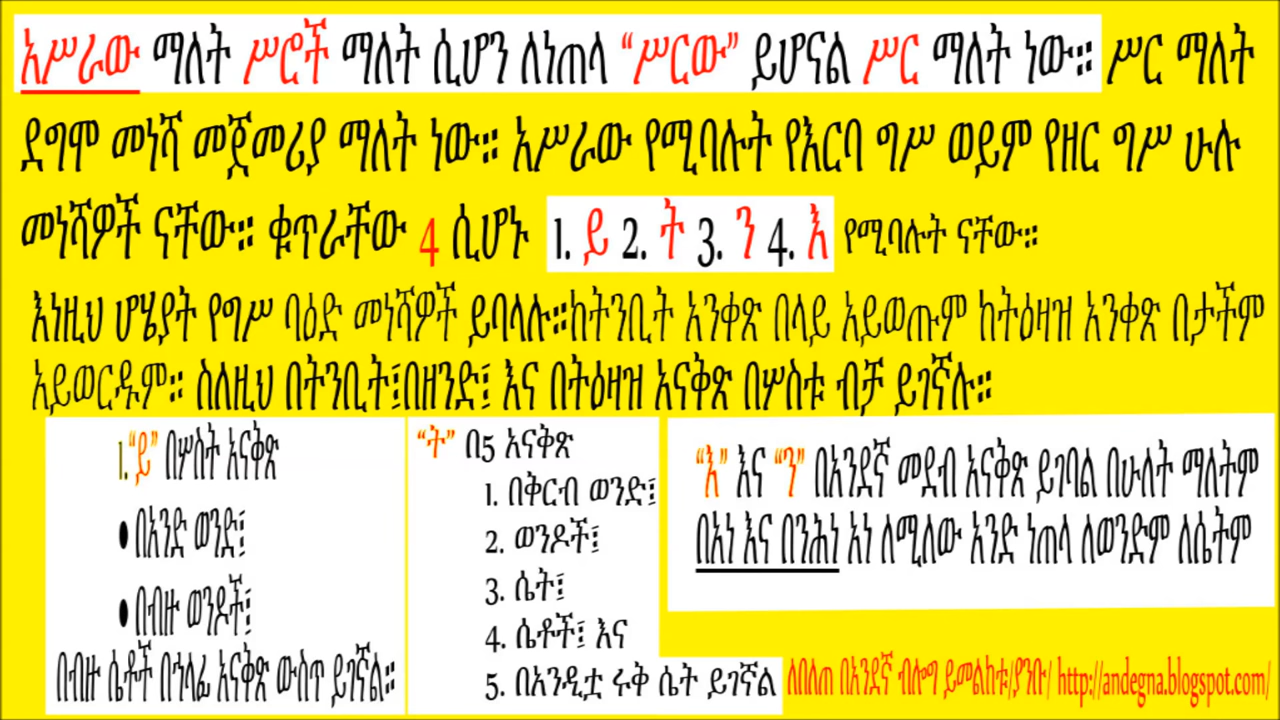 አሥራው ማለት ሥሮች ማለት ሲሆን ለነጠላ “ሥርው” ይሆናል ሥር ማለት ነው። ሥር ማለት
ደግሞ መነሻ መጀመሪያ ማለት ነው። አሥራው የሚባሉት የእርባ ግሥ ወይም የዘር ግሥ ሁሉ
መነሻዎች ናቸው። ቁጥራቸው 4 ሲሆኑ 1. ይ 2. ት 3. ን 4. እ የሚባሉት ናቸው።
እነዚህ ሆሄያት የግሥ ባዕድ መነሻዎች ይባላሉ።ከትንቢት አንቀጽ በላይ አይወጡም ከትዕዛዝ አንቀጽ በታችም
አይወርዱም። ስለዚህ በትንቢት፤በዘንድ፤ እና በትዕዛዝ አናቅጽ በሦስቱ ብቻ ይገኛሉ።
1.“ይ” በሦስት አናቅጽ
• በአንድ ወንድ፤
• በብዙ ወንዶች፤
በብዙ ሴቶች በኀላፊ አናቅጽ ውስጥ ይገኛል።
“ት” በ5 አናቅጽ
1. በቅርብ ወንድ፤
2. ወንዶች፤
3. ሴት፤
4. ሴቶች፤ እና
5. በአንዲቷ ሩቅ ሴት ይገኛል
“እ” እና “ን” በአንደኛ መደብ አናቅጽ ይገባል በሁለት ማለትም
በአነ እና በንሕነ አነ ለሚለው አንድ ነጠላ ለወንድም ለሴትም
ለበለጠ በአንደኛ ብሎግ ይመልከቱ/ያንቡ/ http://andegna.blogspot.com/